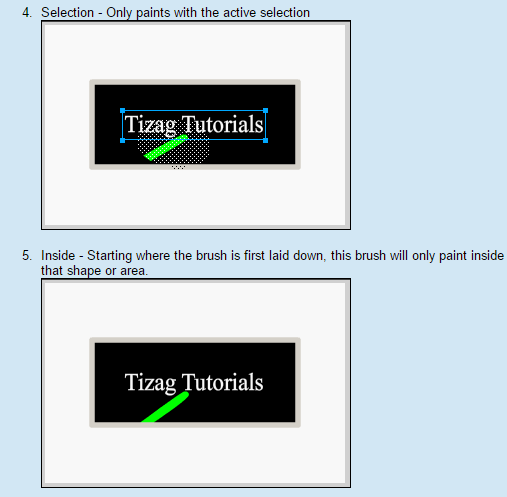 4. Selection - Only paints with the active selection
Tizag Tutorials
5. Inside - Starting where the brush is first laid down, this brush will only paint inside
that shape or area.
Tizag Tutorials